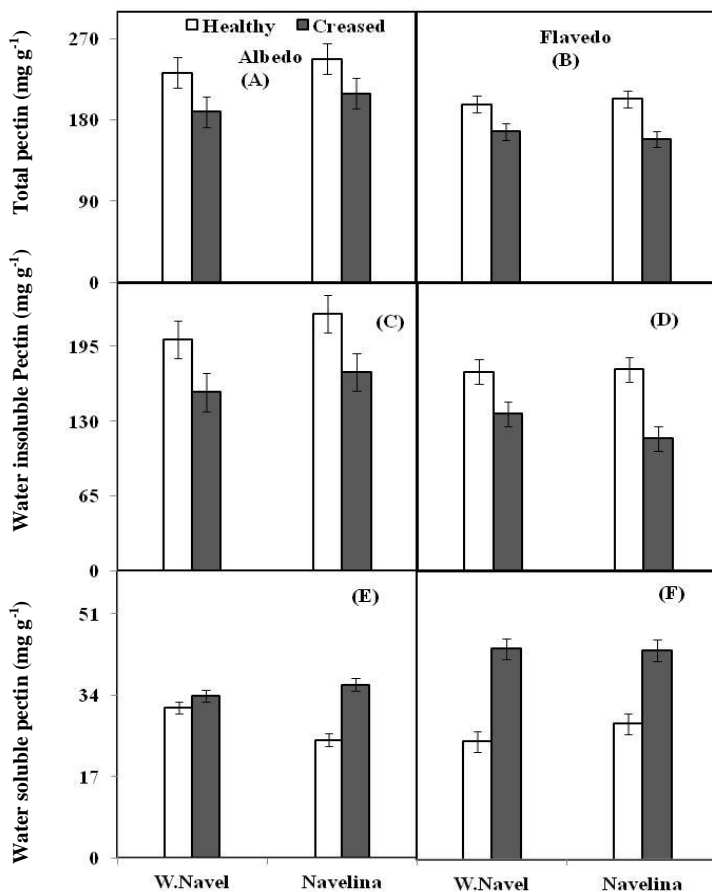 Healthy Creased
Albedo
(A)
Flavedo
(B)
Total pectin (mg g-1)
270
180
90
0
Water insoluble Pectin (mg g-1)
195
130
65
0
(C)
(D)
Water soluble pectin (mg g-1)
51
34
17
0
(E)
(F)
W.Navel Navelina W.Navel Navelina